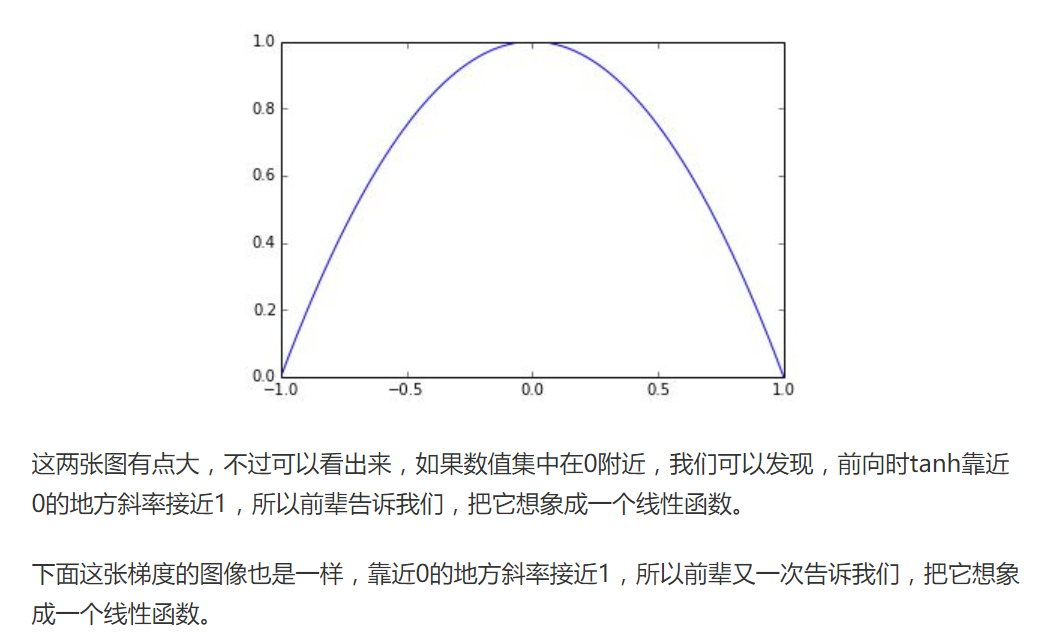 1.0
0.8
0.6
0.4
0.2
0.0
−1.0 −0.5 0.0 0.5 1.0
这两张图有点大，不过可以看出来，如果数值集中在0附近，我们可以发现，前向时tanh靠近
0的地方斜率接近1，所以前辈告诉我们，把它想象成一个线性函数。
下面这张梯度的图像也是一样，靠近0的地方斜率接近1，所以前辈又一次告诉我们，把它想象
成一个线性函数。